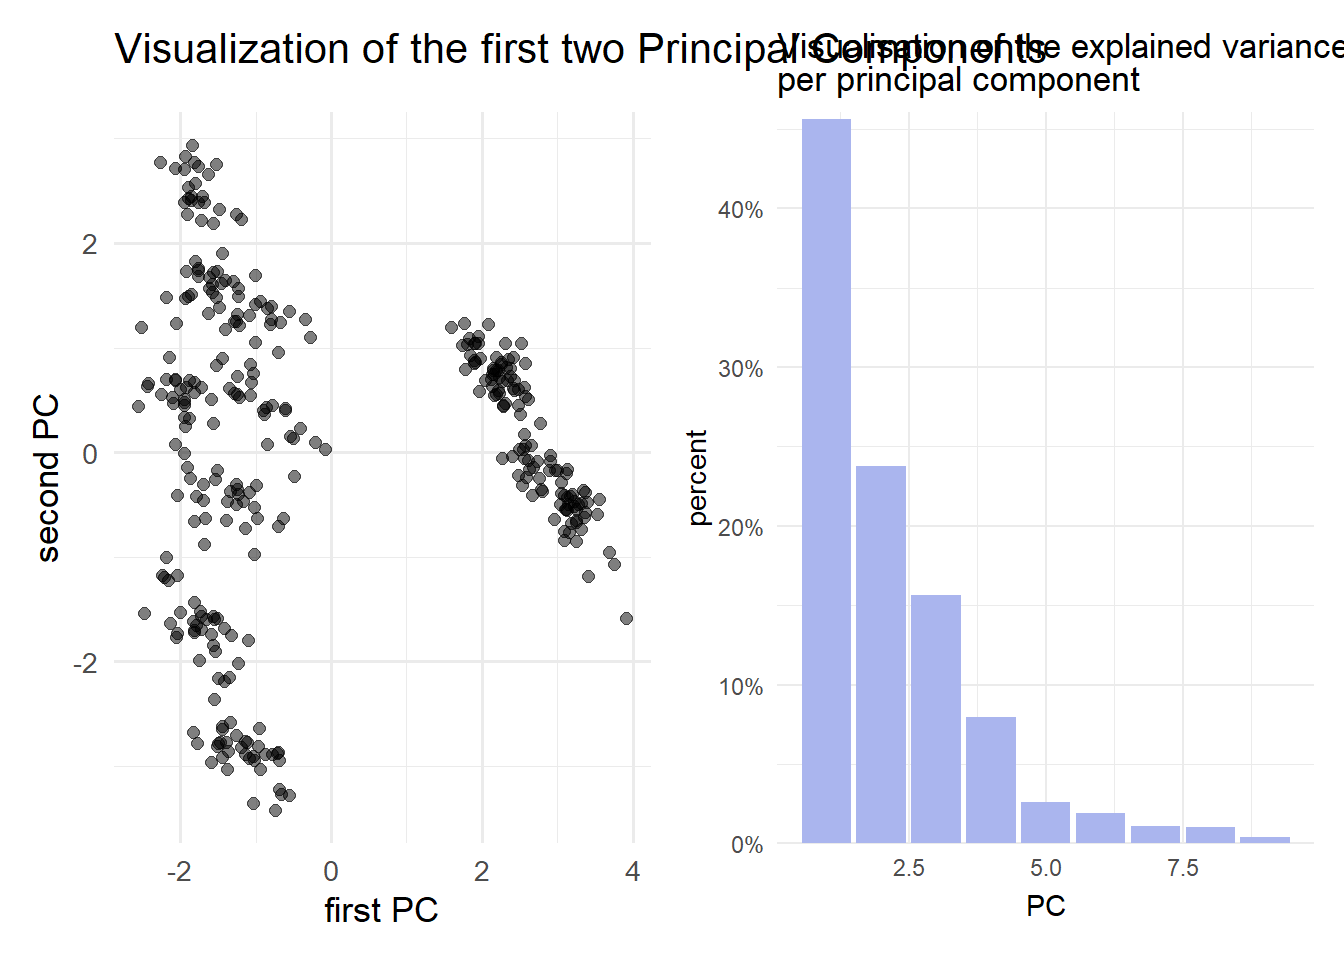 Visualization of the first two Principal Components
Visualisation of the explained variance
per principal component
second PC
2
0
-2
-2
0
2
4
first PC
percent
40%
30%
20%
10%
0%
2.5
5.0
7.5
PC